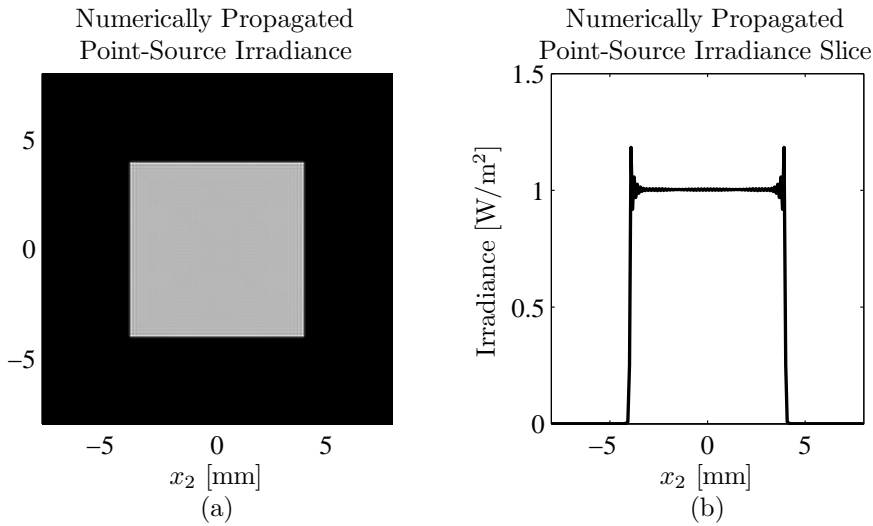 Numerically Propagated
Point-Source Irradiance
5
0
–5
–5
0
5
x₂ [mm]
(a)
Numerically Propagated
Point-Source Irradiance Slice
Irradiance [W/m²]
1.5
1
0.5
0
–5
0
5
x₂ [mm]
(b)